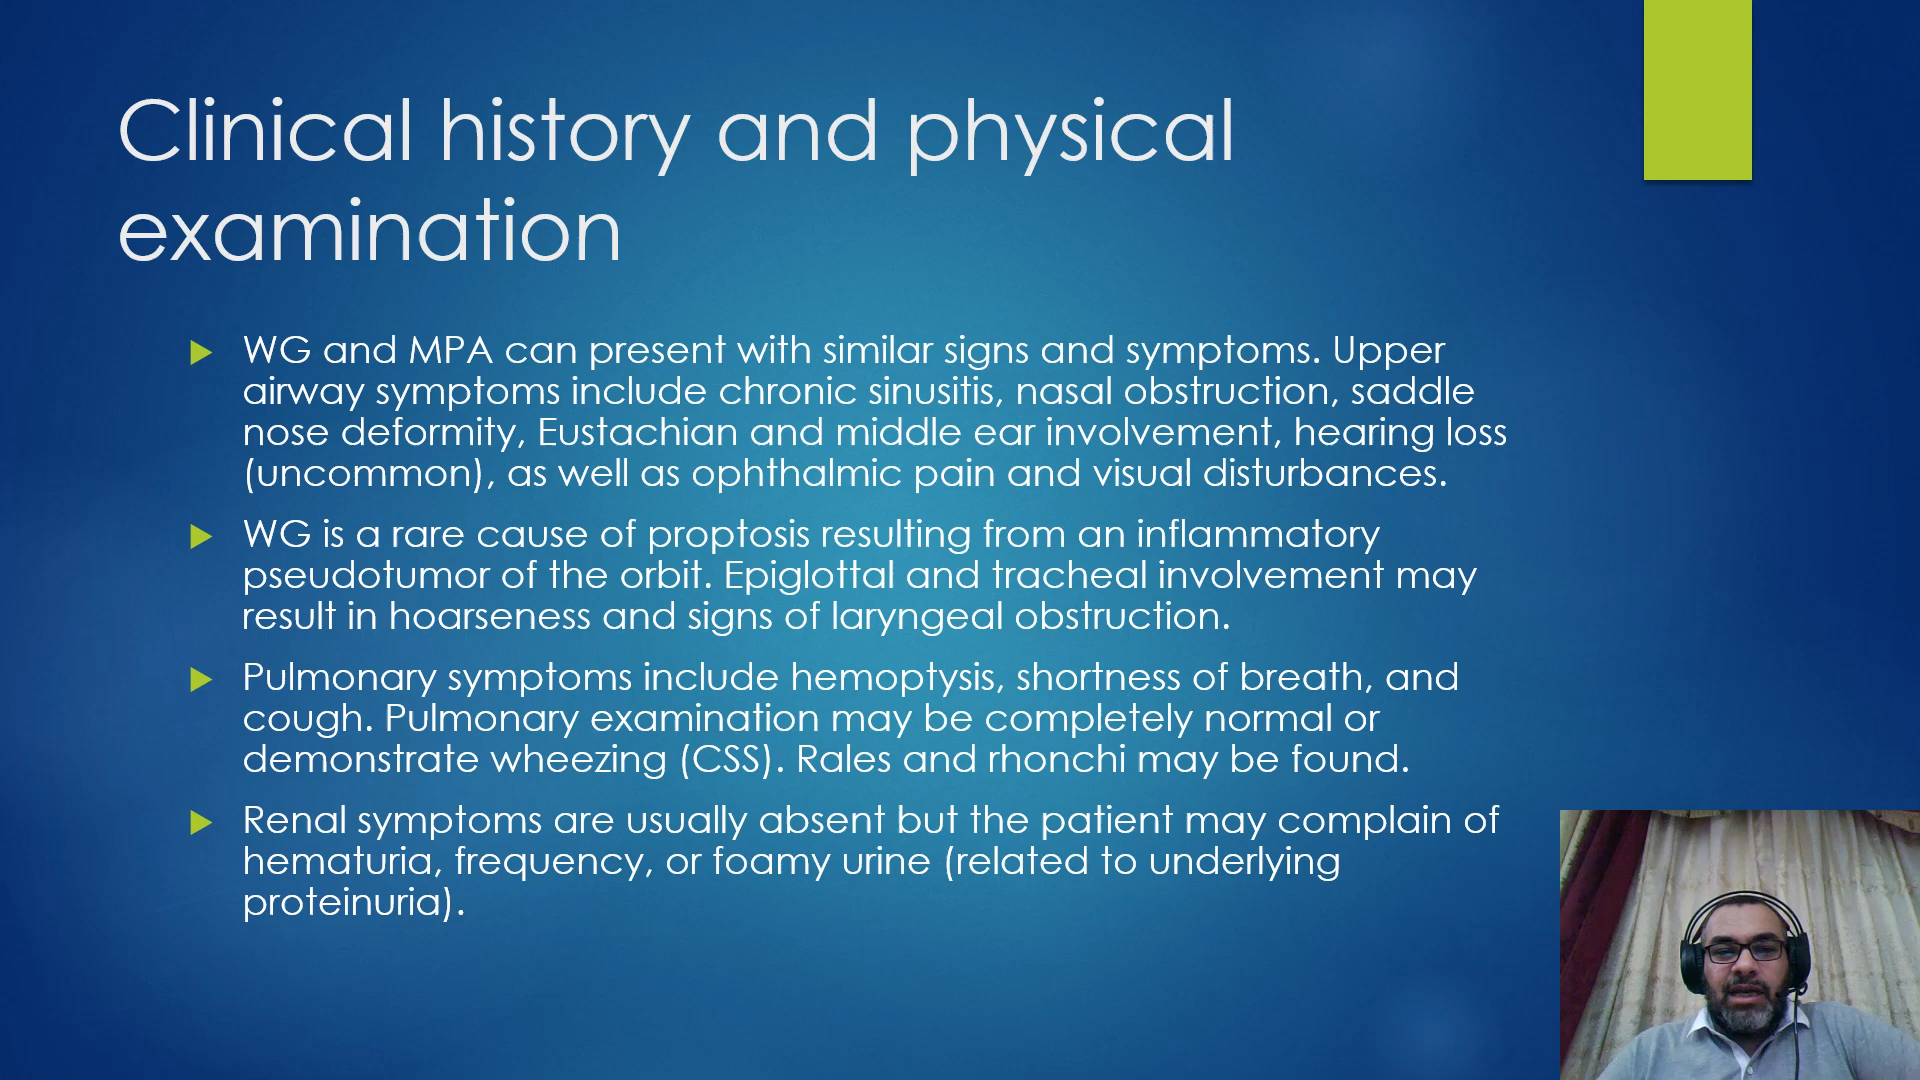 Clinical history and physical
examination
WG and MPA can present with similar signs and symptoms. Upper
airway symptoms include chronic sinusitis, nasal obstruction, saddle
nose deformity, Eustachian and middle ear involvement, hearing loss
(uncommon), as well as ophthalmic pain and visual disturbances.
WG is a rare cause of proptosis resulting from an inflammatory
pseudotumor of the orbit. Epiglottal and tracheal involvement may
result in hoarseness and signs of laryngeal obstruction.
Pulmonary symptoms include hemoptysis, shortness of breath, and
cough. Pulmonary examination may be completely normal or
demonstrate wheezing (CSS). Rales and rhonchi may be found.
Renal symptoms are usually absent but the patient may complain of
hematuria, frequency, or foamy urine (related to underlying
proteinuria).